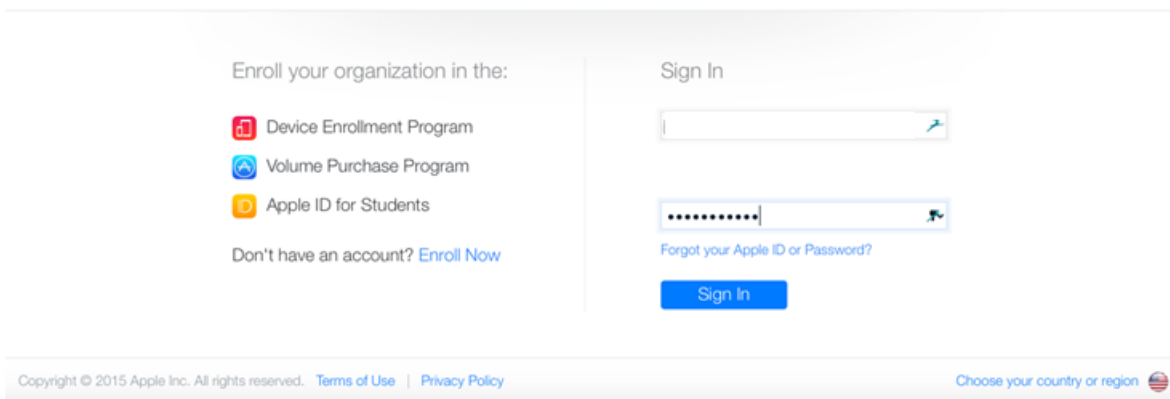 Enroll your organization in the:
Device Enrollment Program
Volume Purchase Program
Apple ID for Students
Don't have an account? Enroll Now
Sign In
•••••••••••
Forgot your Apple ID or Password?
Sign In
Copyright © 2015 Apple Inc. All rights reserved. Terms of Use | Privacy Policy
Choose your country or region